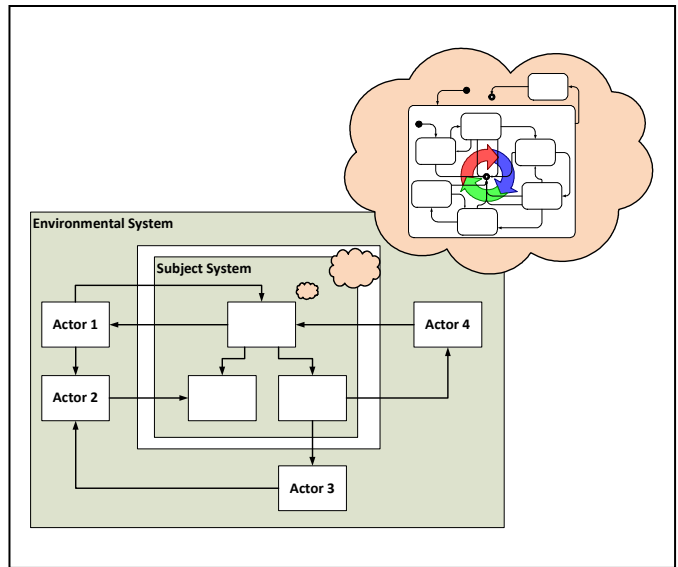 Environmental System
Subject System
Actor 1
Actor 4
Actor 2
Actor 3